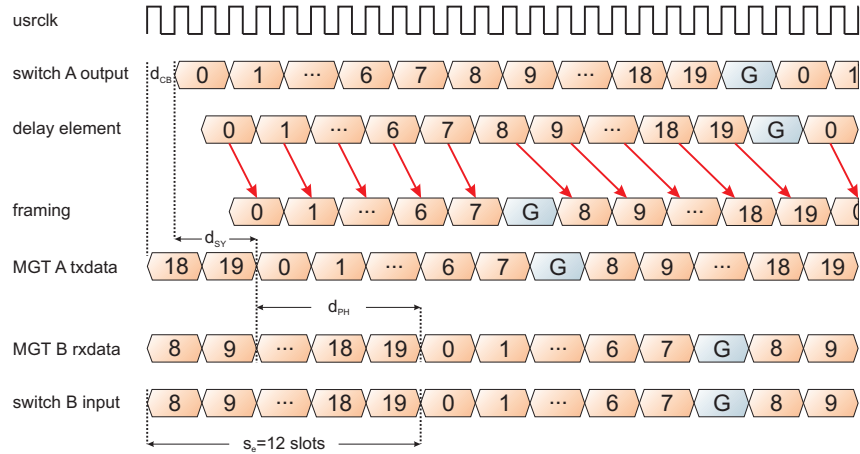 usrclk
switch A output d_CB 0 1 ... 6 7 8 9 ... 18 19 G 0 1
delay element 0 1 ... 6 7 8 9 ... 18 19 G 0
framing 0 1 ... 6 7 G 8 9 ... 18 19 0
d_SY
MGT A txdata 18 19 0 1 ... 6 7 G 8 9 ... 18 19
d_PH
MGT B rxdata 8 9 ... 18 19 0 1 ... 6 7 G 8 9
switch B input 8 9 ... 18 19 0 1 ... 6 7 G 8 9
s_e=12 slots